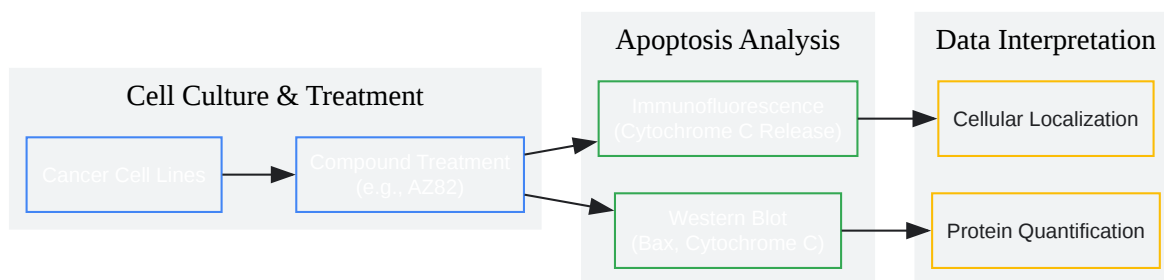 Cell Culture & Treatment
Cancer Cell Lines
Compound Treatment
(e.g., AZ82)
Apoptosis Analysis
Immunofluorescence
(Cytochrome C Release)
Western Blot
(Bax, Cytochrome C)
Data Interpretation
Cellular Localization
Protein Quantification